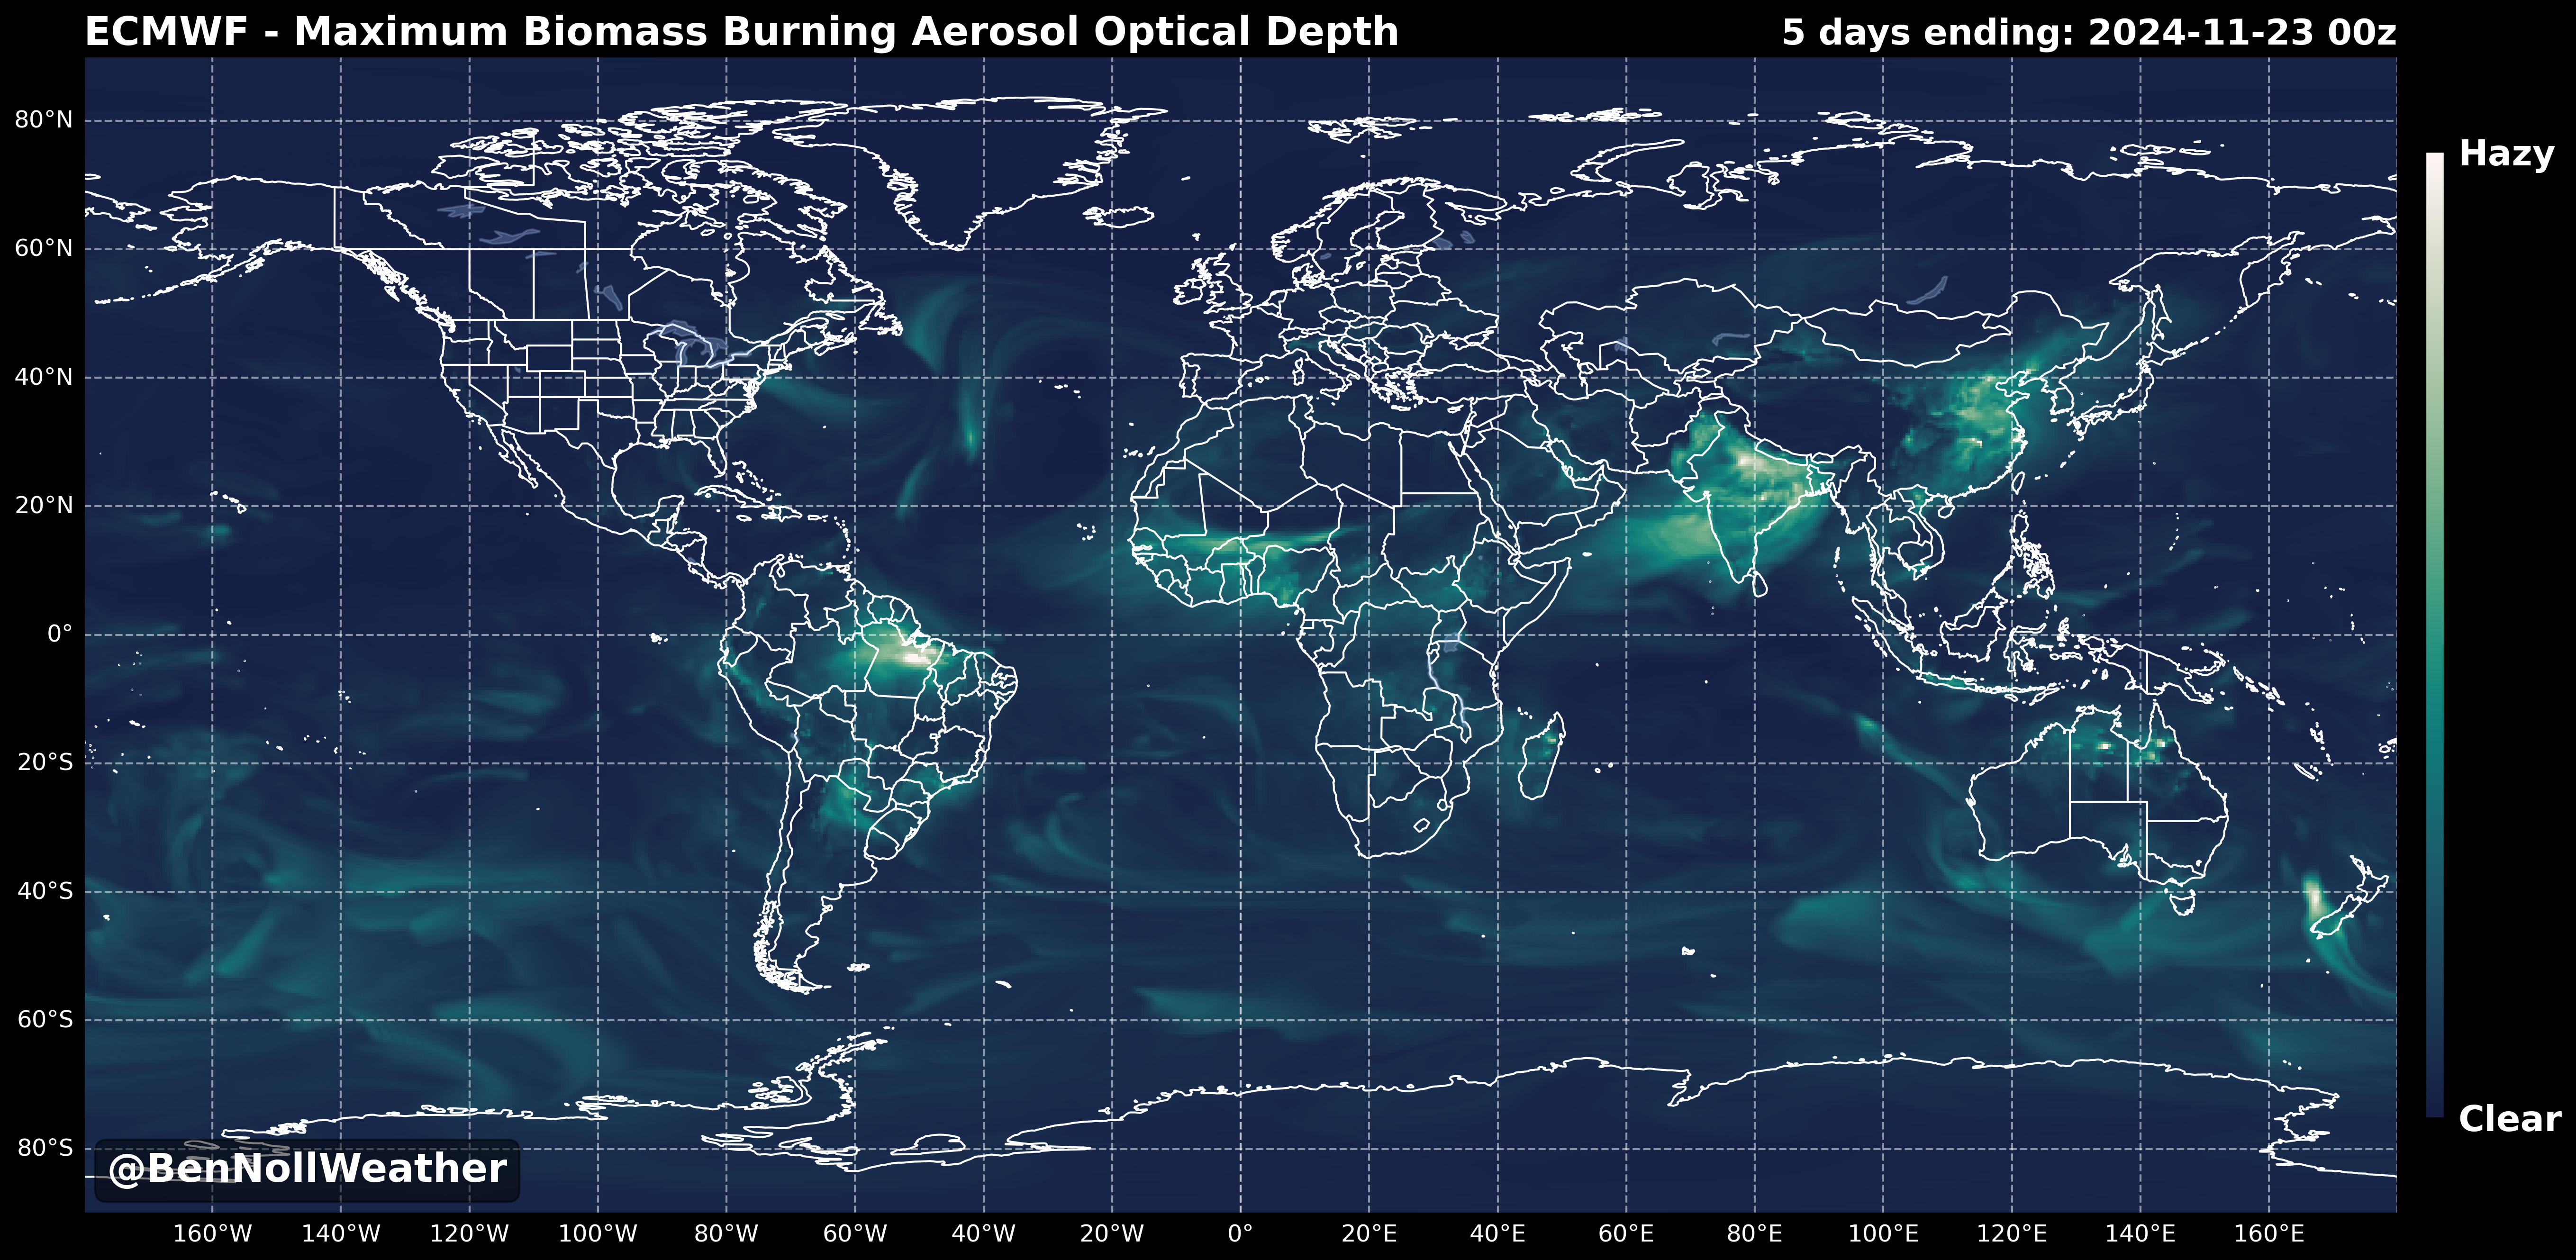 ECMWF - Maximum Biomass Burning Aerosol Optical Depth
5 days ending: 2024-11-23 00z
Hazy
80°N
60°N
40°N
20°N
0°
20°S
40°S
60°S
80°S
Clear
@BenNollWeather
160°W 140°W 120°W 100°W 80°W 60°W 40°W 20°W 0° 20°E 40°E 60°E 80°E 100°E 120°E 140°E 160°E